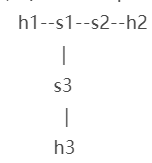 h1--s1--s2--h2
|
s3
|
h3